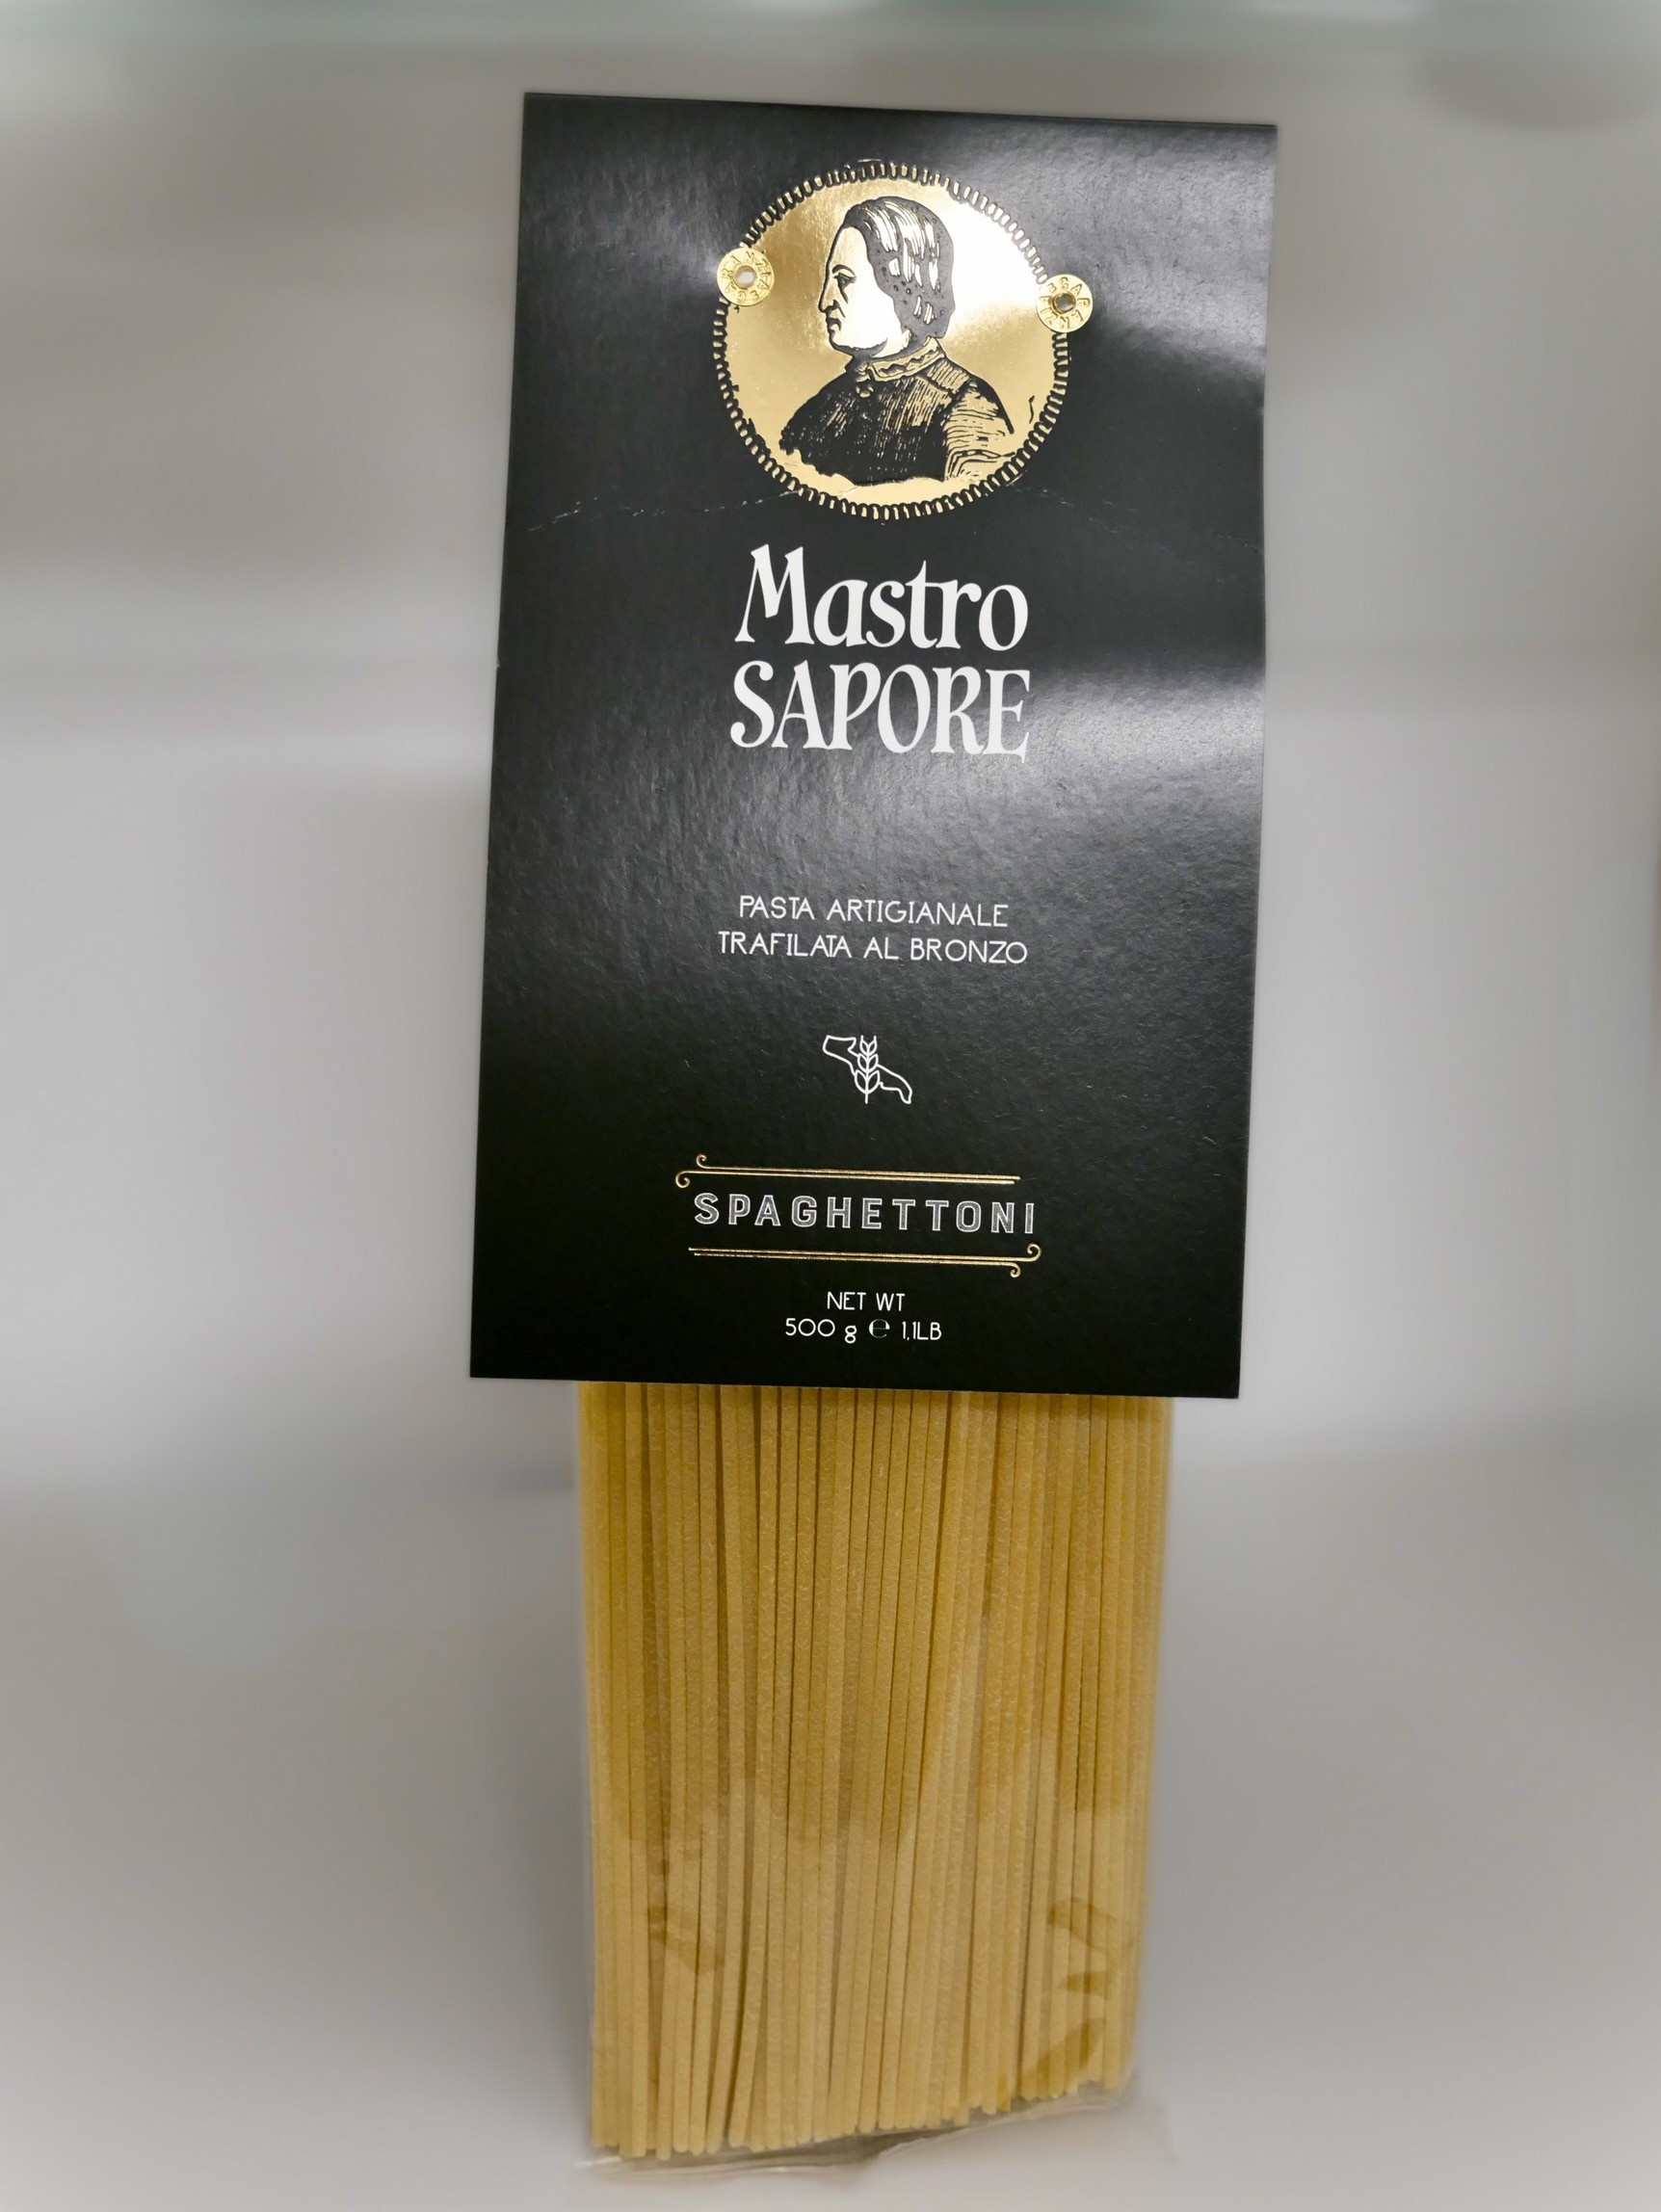 Mastro
SAPORE
PASTA ARTIGIANALE
TRAFILATA AL BRONZO
SPAGHETTONI
NET WT
500 g ℮ 1,1LB